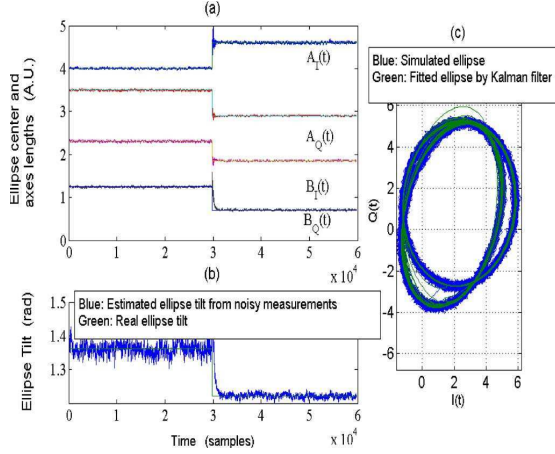 (a)
Ellipse center and
axes lengths (A.U.)
5
4
3
2
1
0
A_I(t)
A_Q(t)
B_I(t)
B_Q(t)
0 1 2 3 4 5 6
x 10^4
(b)
Ellipse Tilt (rad)
1.5
1.4
1.3
1.2
Blue: Estimated ellipse tilt from noisy measurements
Green: Real ellipse tilt
0 1 2 3 4 5 6
x 10^4
Time (samples)
(c)
Blue: Simulated ellipse
Green: Fitted ellipse by Kalman filter
Q(t)
6
4
2
0
-2
-4
-6
0 2 4 6
I(t)